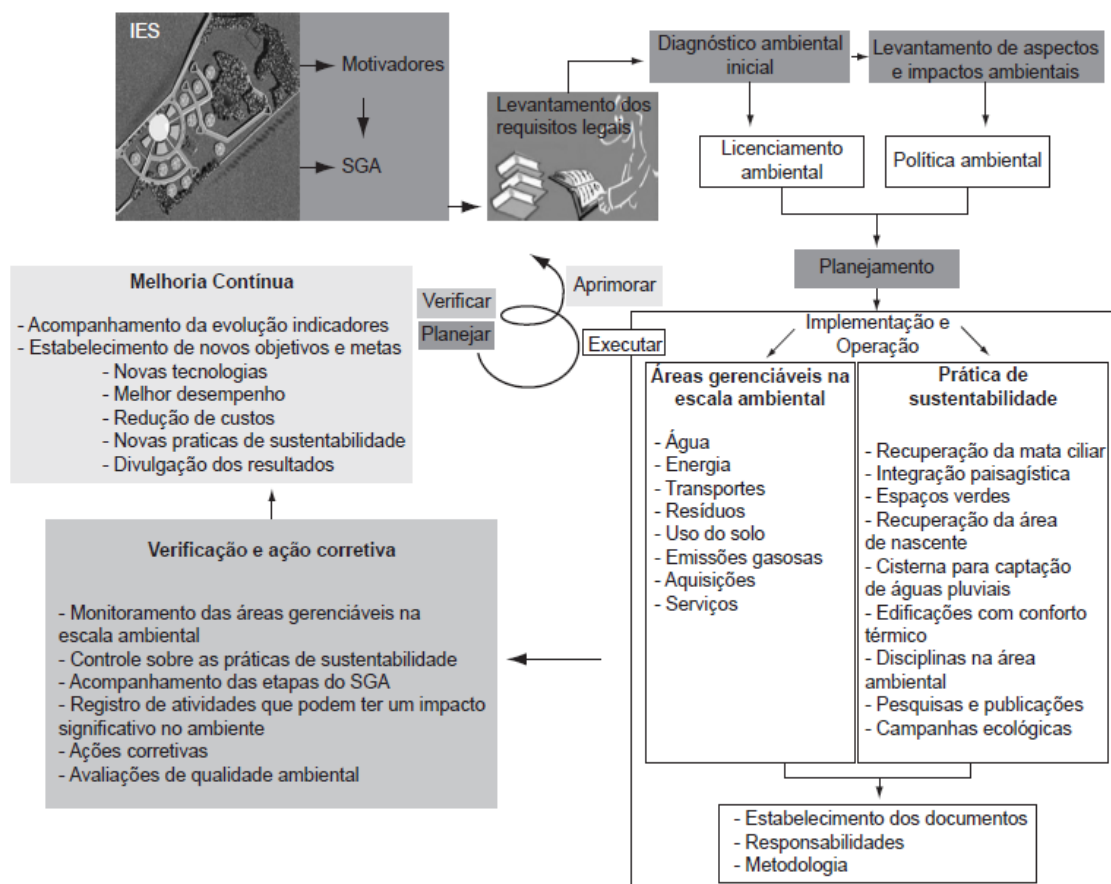 IES
Motivadores
SGA
Levantamento dos
requisitos legais
Diagnóstico ambiental
inicial
Levantamento de aspectos
e impactos ambientais
Licenciamento
ambiental
Política ambiental
Planejamento
Implementação e
Operação
Áreas gerenciáveis na
escala ambiental
- Água
- Energia
- Transportes
- Resíduos
- Uso do solo
- Emissões gasosas
- Aquisições
- Serviços
Prática de
sustentabilidade
- Recuperação da mata ciliar
- Integração paisagística
- Espaços verdes
- Recuperação da área
de nascente
- Cisterna para captação
de águas pluviais
- Edificações com conforto
térmico
- Disciplinas na área
ambiental
- Pesquisas e publicações
- Campanhas ecológicas
- Estabelecimento dos documentos
- Responsabilidades
- Metodologia
Verificar
Planejar
Aprimorar
Executar
Melhoria Contínua
- Acompanhamento da evolução indicadores
- Estabelecimento de novos objetivos e metas
- Novas tecnologias
- Melhor desempenho
- Redução de custos
- Novas praticas de sustentabilidade
- Divulgação dos resultados
Verificação e ação corretiva
- Monitoramento das áreas gerenciáveis na
escala ambiental
- Controle sobre as práticas de sustentabilidade
- Acompanhamento das etapas do SGA
- Registro de atividades que podem ter um impacto
significativo no ambiente
- Ações corretivas
- Avaliações de qualidade ambiental